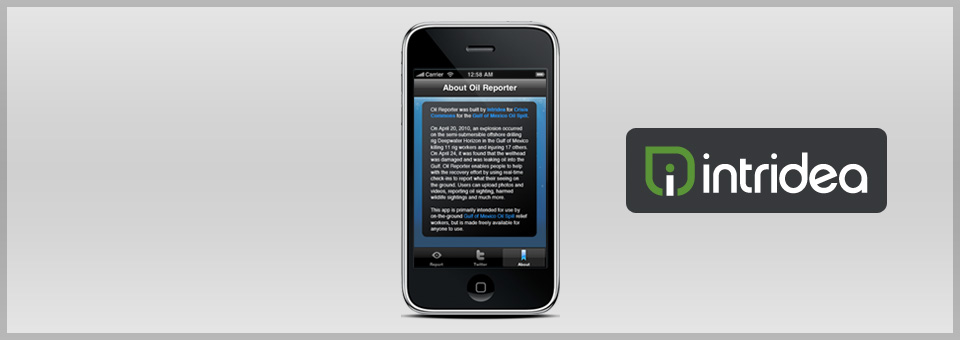 Carrier 12:58 AM
About Oil Reporter
Oil Reporter was built by Intridea for Crisis
Commons for the Gulf of Mexico Oil Spill.
On April 20, 2010, an explosion occurred
on the semi-submersible offshore drilling
rig Deepwater Horizon in the Gulf of Mexico
killing 11 rig workers and injuring 17 others.
On April 24, it was found that the wellhead
was damaged and was leaking oil into the
Gulf. Oil Reporter enables people to help
with the recovery effort by using real-time
check-ins to report what their seeing on
the ground. Users can upload photos and
videos, reporting oil sighting, harmed
wildlife sightings and much more.
This app is primarily intended for use by
on-the-ground Gulf of Mexico Oil Spill relief
workers, but is made freely available for
anyone to use.
Report Twitter About
intridea